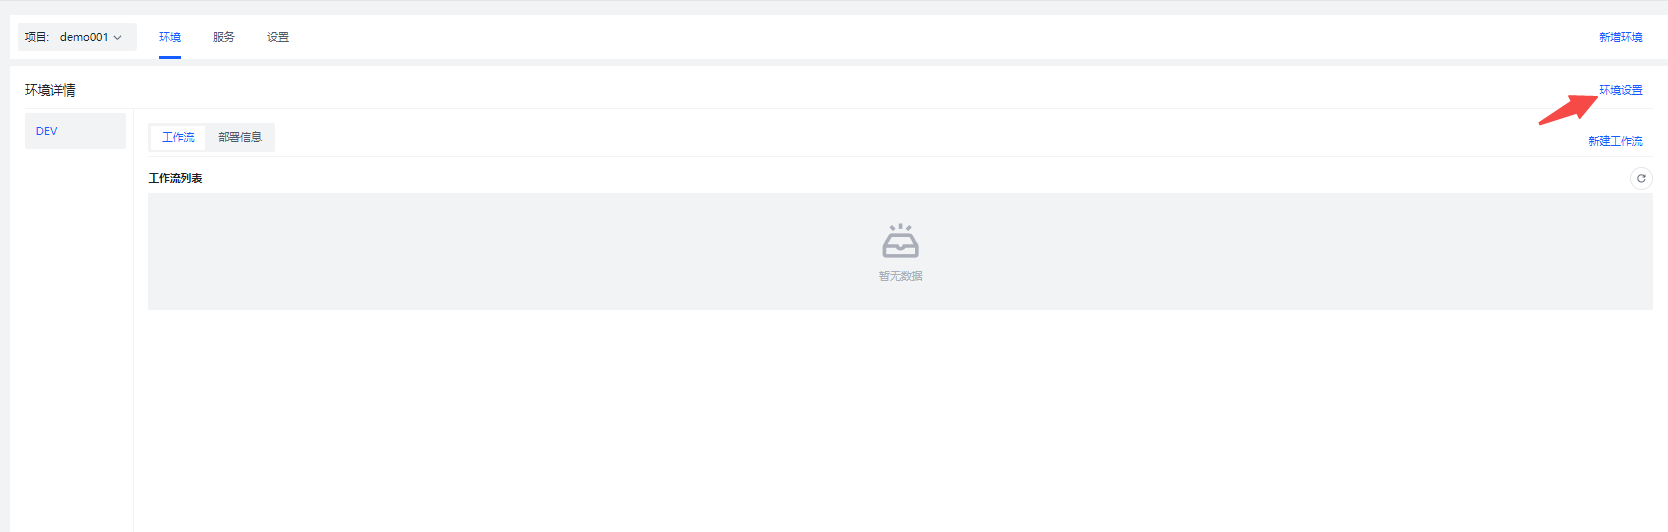 项目: demo001 环境 服务 设置 新增环境
环境详情 环境设置
DEV
工作流 部署信息 新建工作流
工作流列表
暂无数据